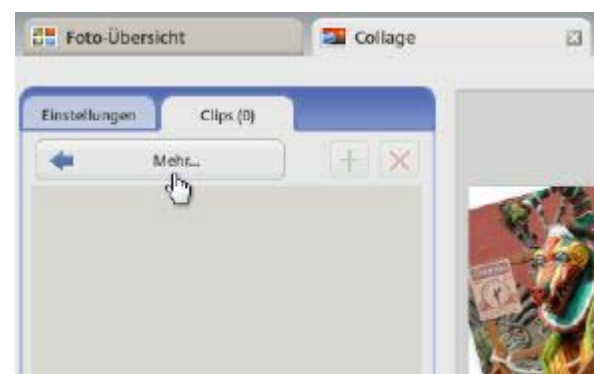 Foto-Übersicht
Collage
Einstellungen
Clips (0)
Mehr...